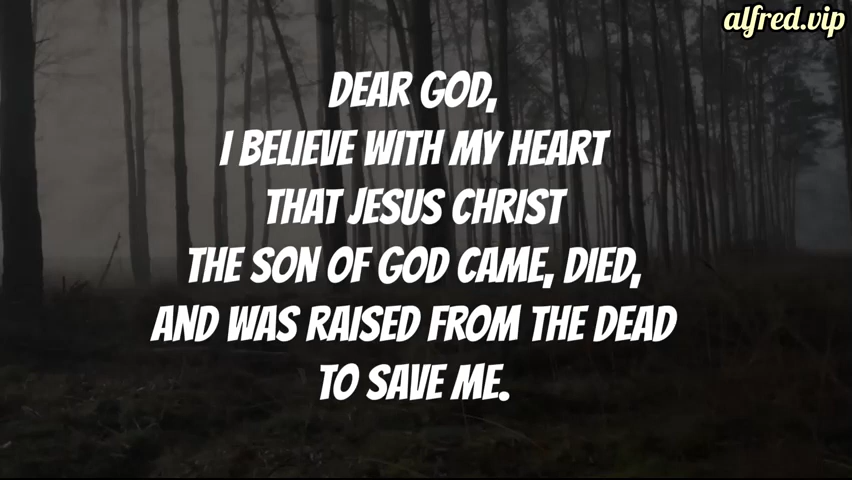 alfred.vip
DEAR GOD,
I BELIEVE WITH MY HEART
THAT JESUS CHRIST
THE SON OF GOD CAME, DIED,
AND WAS RAISED FROM THE DEAD
TO SAVE ME.